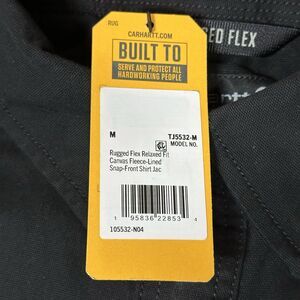 RUG
CARHARTT.COM
BUILT TO
SERVE AND PROTECT ALL
HARDWORKING PEOPLE
ED FLEX
M
TJ5532-M
MODEL NO.
Rugged Flex Relaxed Fit
Canvas Fleece-Lined
Snap-Front Shirt Jac
1 95836 22853 4
105532-N04